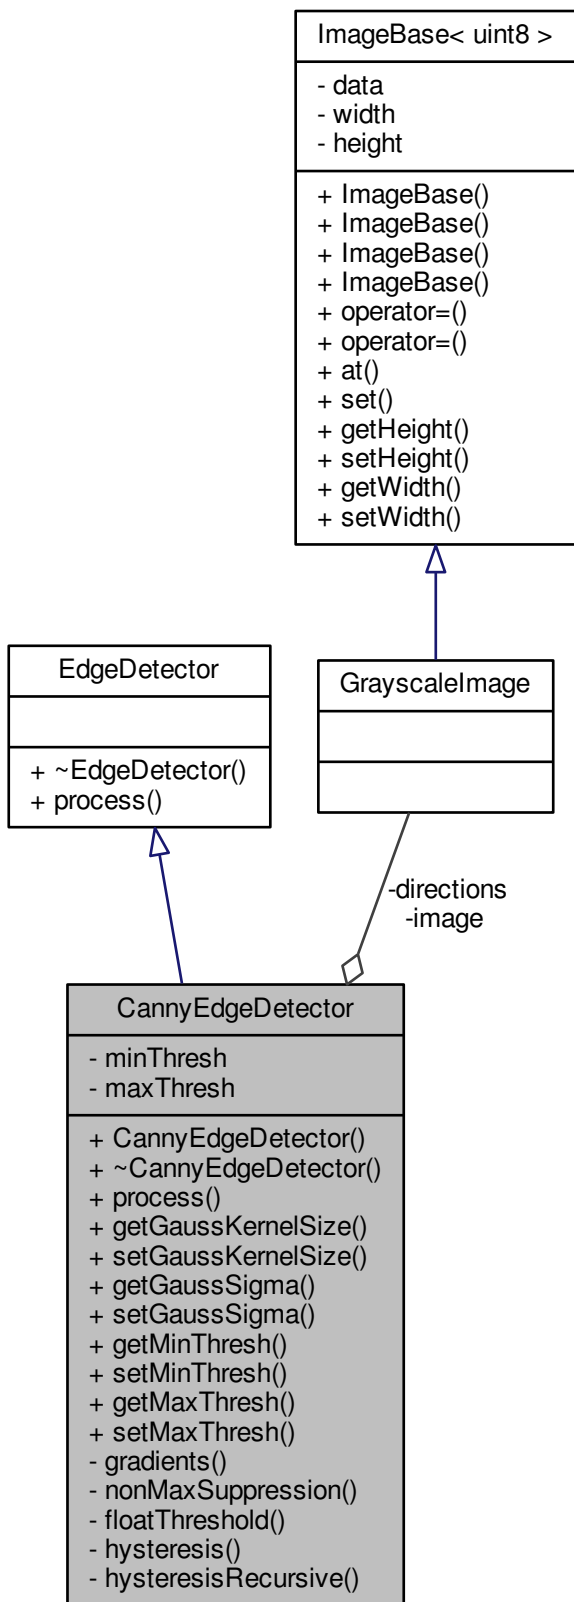 ImageBase< uint8 >
- data
- width
- height
+ ImageBase()
+ ImageBase()
+ ImageBase()
+ ImageBase()
+ operator=()
+ operator=()
+ at()
+ set()
+ getHeight()
+ setHeight()
+ getWidth()
+ setWidth()
EdgeDetector
+ ~EdgeDetector()
+ process()
GrayscaleImage
-directions
-image
CannyEdgeDetector
- minThresh
- maxThresh
+ CannyEdgeDetector()
+ ~CannyEdgeDetector()
+ process()
+ getGaussKernelSize()
+ setGaussKernelSize()
+ getGaussSigma()
+ setGaussSigma()
+ getMinThresh()
+ setMinThresh()
+ getMaxThresh()
+ setMaxThresh()
- gradients()
- nonMaxSuppression()
- floatThreshold()
- hysteresis()
- hysteresisRecursive()